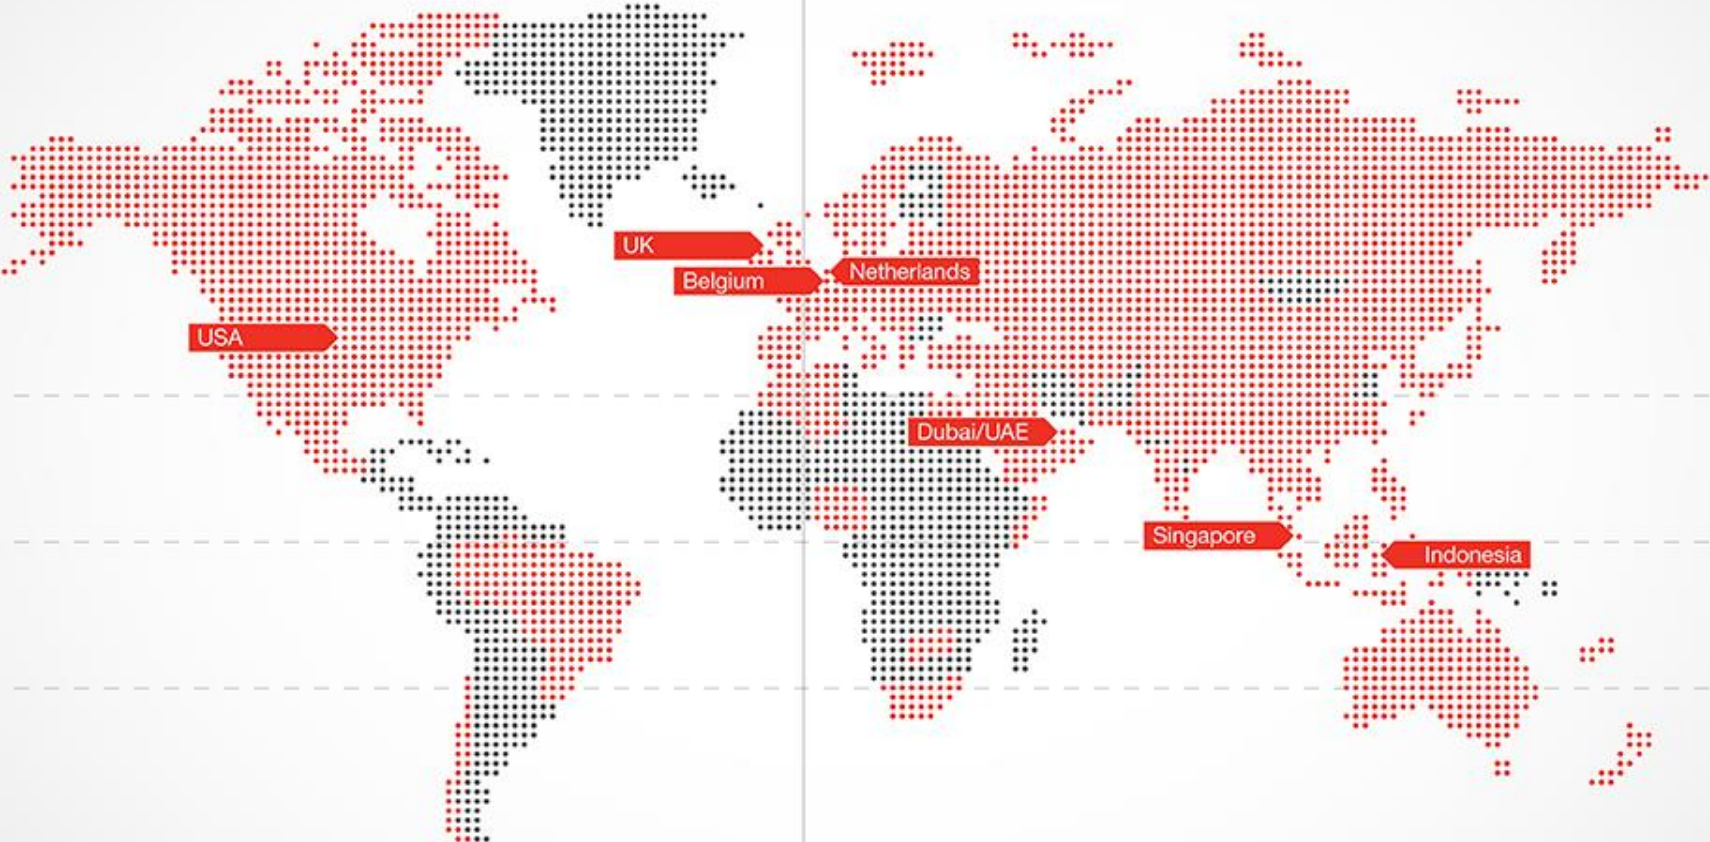 UK
Netherlands
Belgium
USA
Dubai/UAE
Singapore
Indonesia